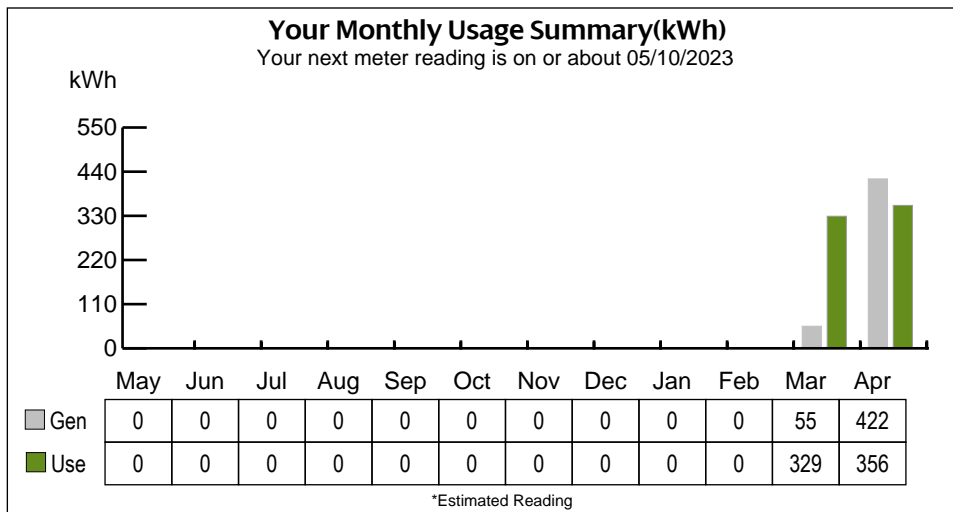 Your Monthly Usage Summary(kWh)
Your next meter reading is on or about 05/10/2023
kWh
550
440
330
220
110
0
May Jun Jul Aug Sep Oct Nov Dec Jan Feb Mar Apr
Gen 0 0 0 0 0 0 0 0 0 0 55 422
Use 0 0 0 0 0 0 0 0 0 0 329 356
*Estimated Reading